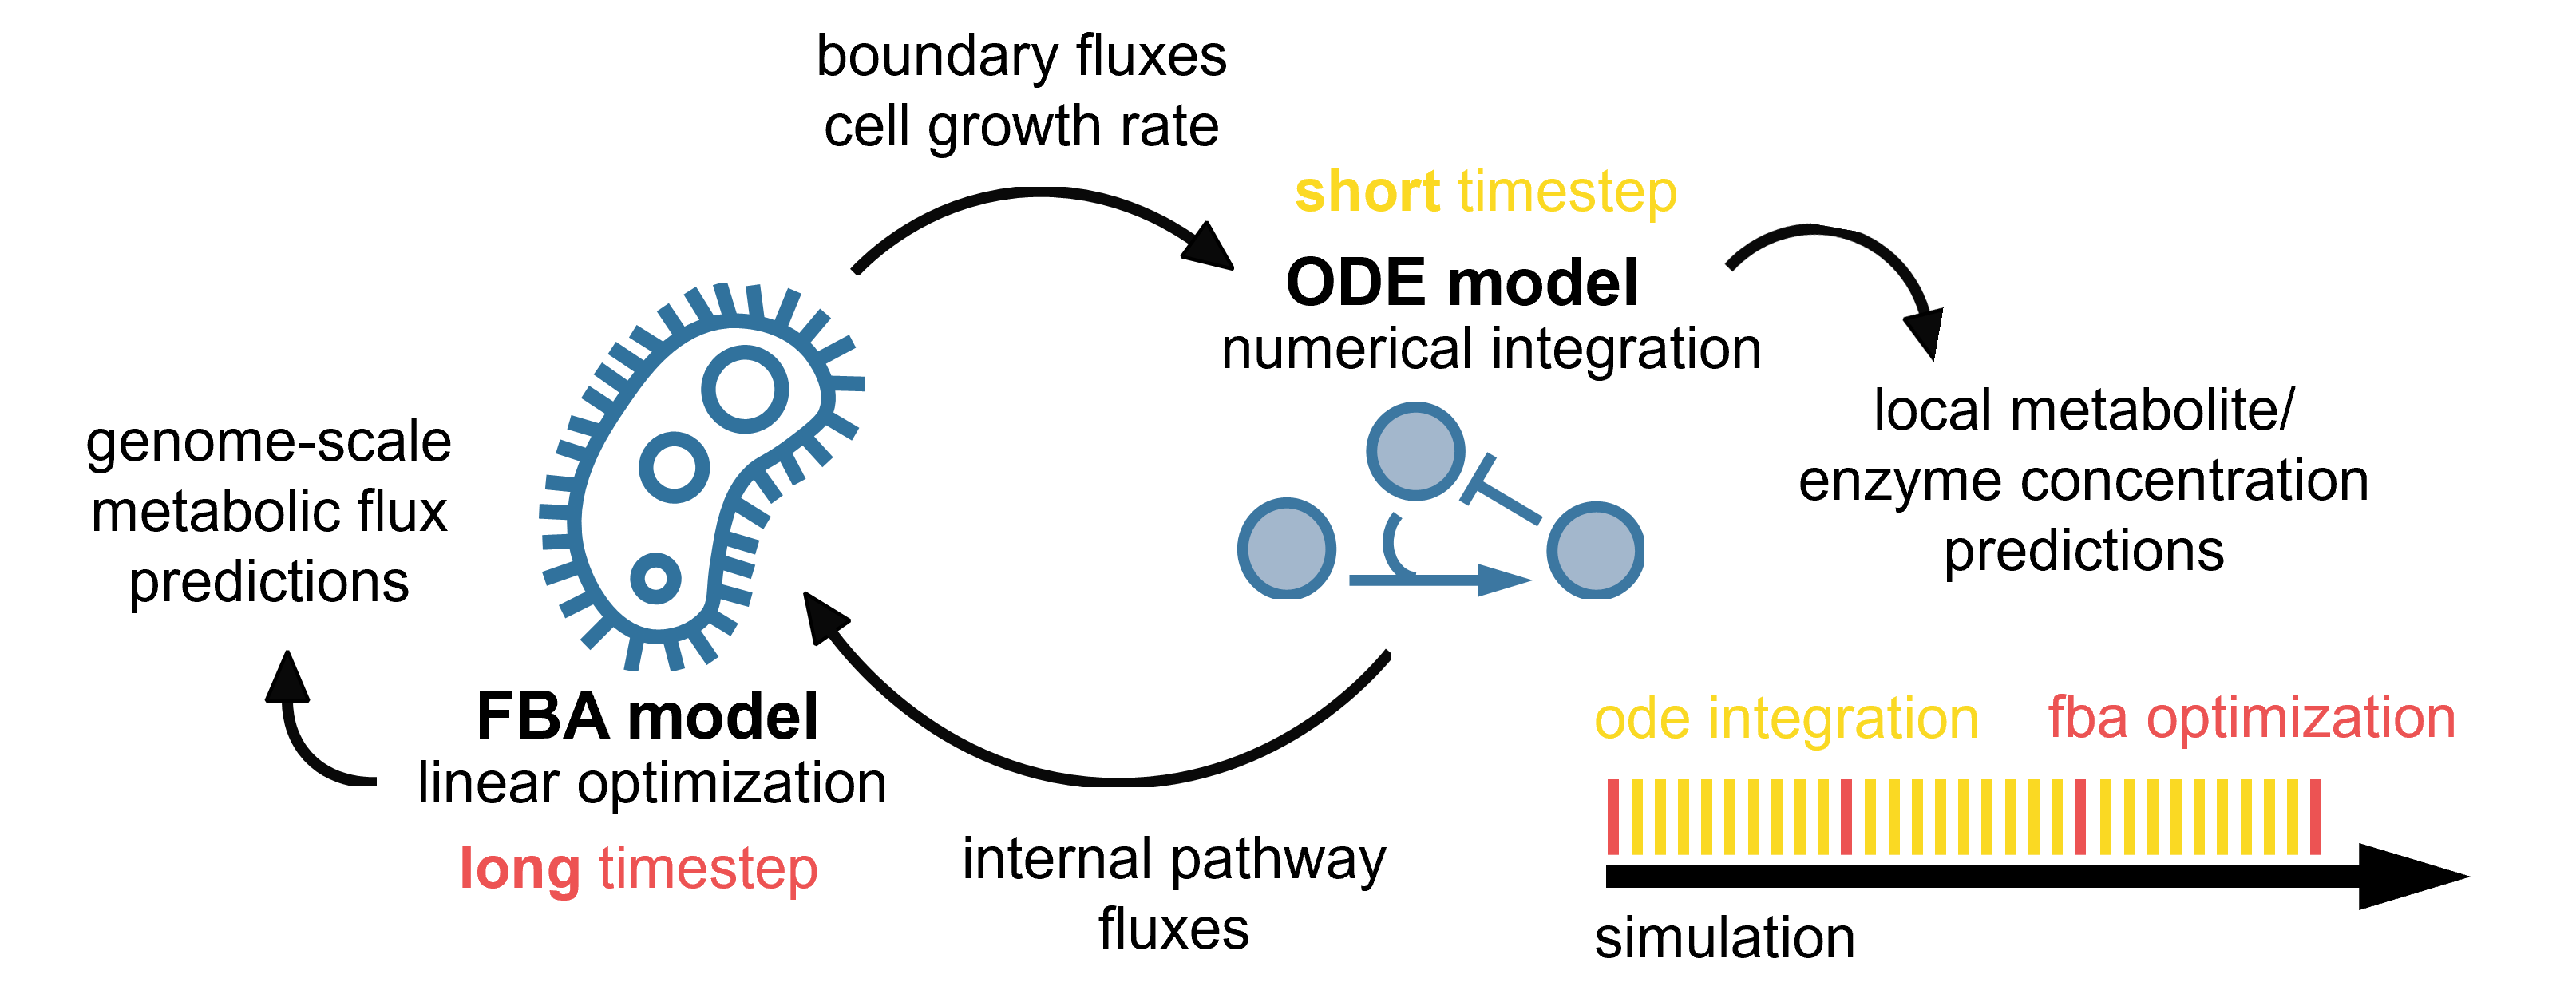 boundary fluxes
cell growth rate
short timestep
ODE model
numerical integration
local metabolite/
enzyme concentration
predictions
genome-scale
metabolic flux
predictions
FBA model
linear optimization
long timestep
internal pathway
fluxes
ode integration
fba optimization
simulation